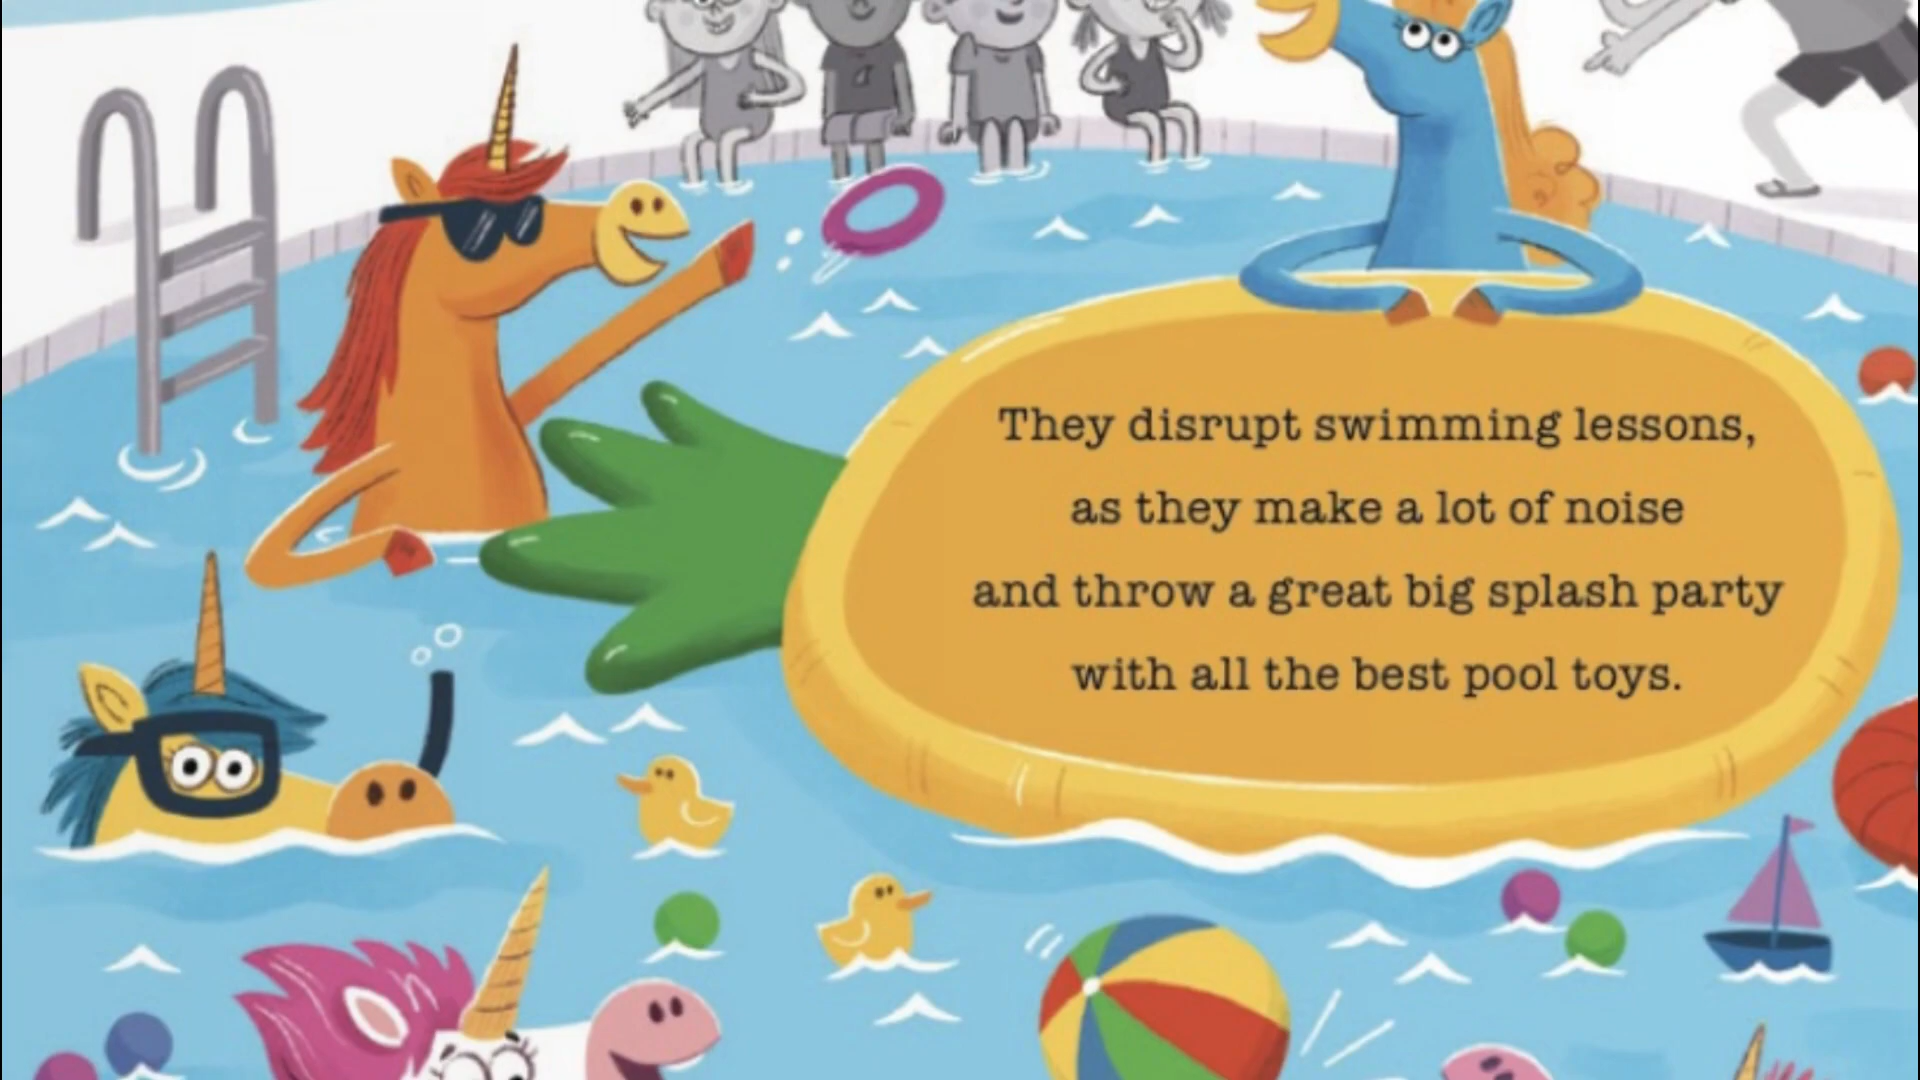 They disrupt swimming lessons,
as they make a lot of noise
and throw a great big splash party
with all the best pool toys.